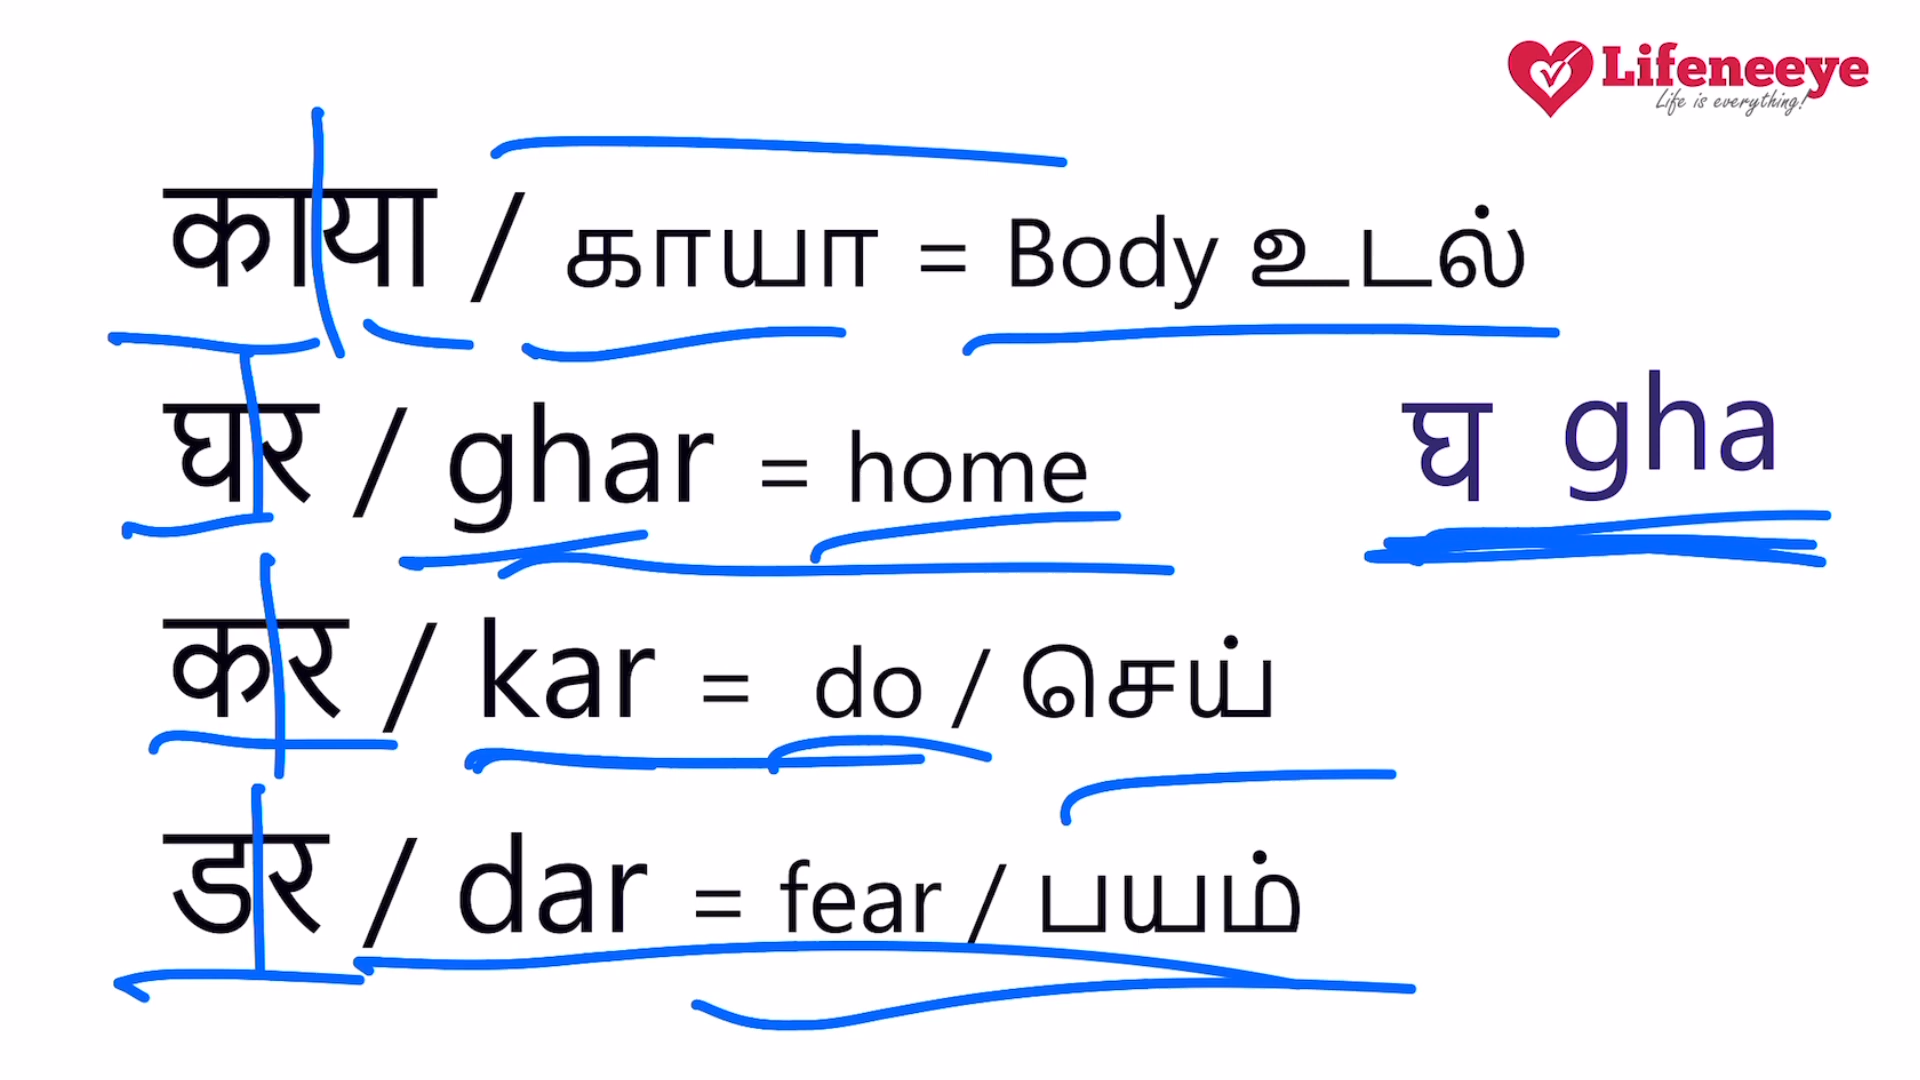 Lifeneeye
Life is everything!
काया / காயா = Body உடல்
घर / ghar = home
घ gha
कर / kar = do / செய்
डर / dar = fear / பயம்